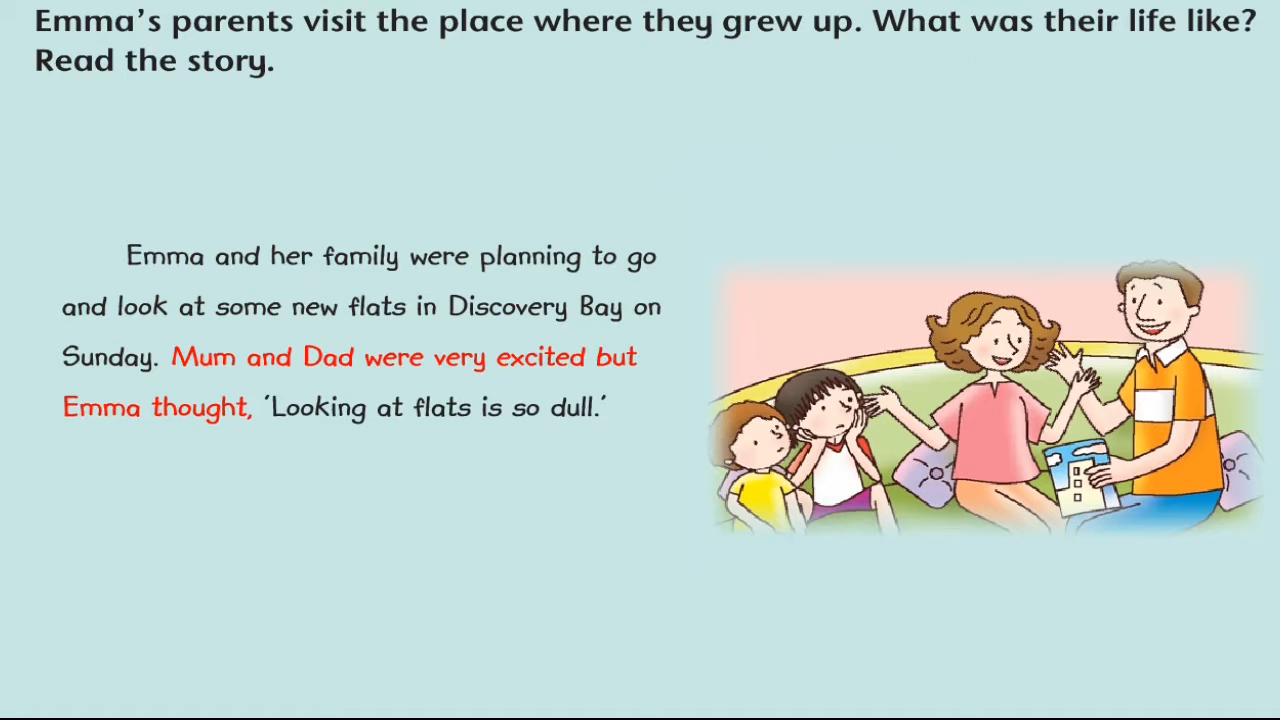 Emma's parents visit the place where they grew up. What was their life like?
Read the story.
Emma and her family were planning to go
and look at some new flats in Discovery Bay on
Sunday. Mum and Dad were very excited but
Emma thought, ‘Looking at flats is so dull.’